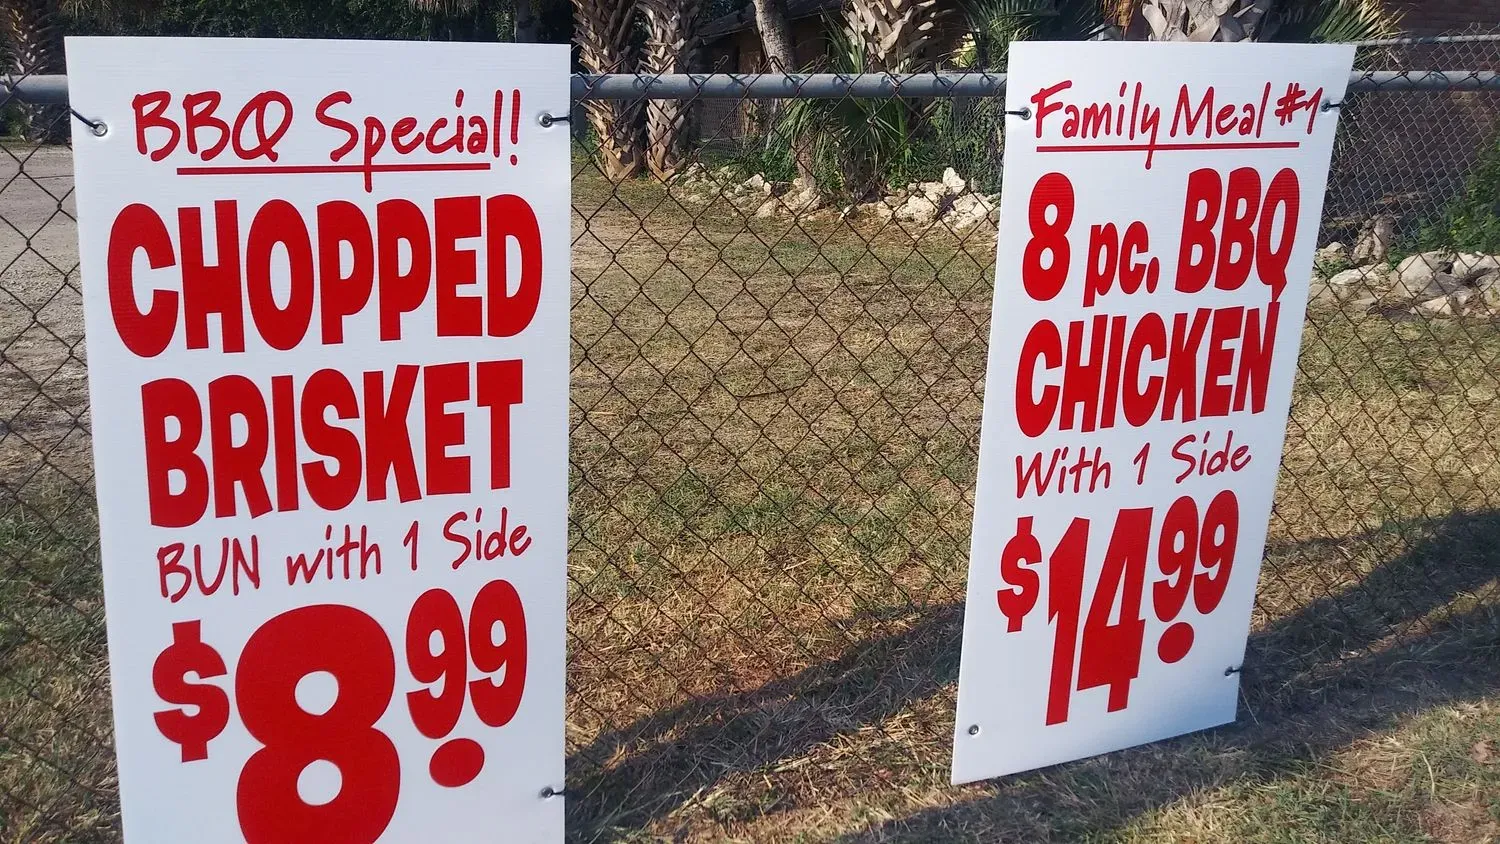 BBQ Special!
CHOPPED
BRISKET
BUN with 1 Side
$8.99
Family Meal #1
8 pc. BBQ
CHICKEN
With 1 Side
$14.99